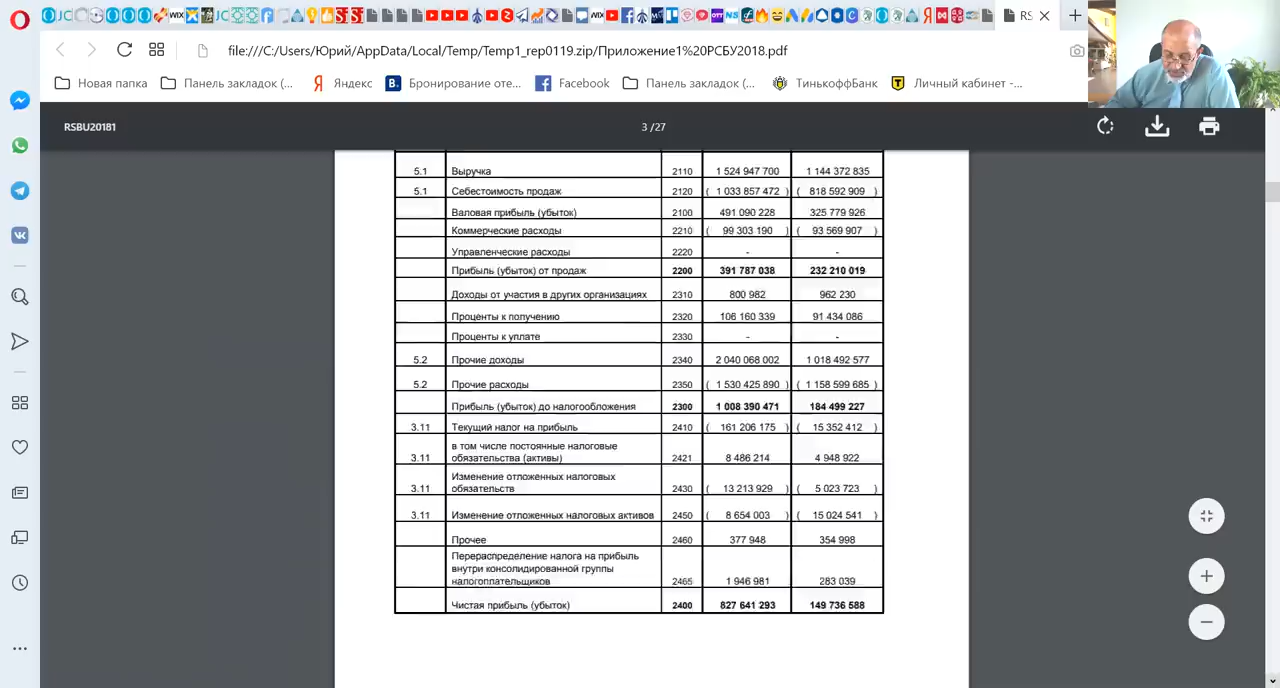 RS
file:///C:/Users/Юрий/AppData/Local/Temp/Temp1_rep0119.zip/Приложение1%20РСБУ2018.pdf
Новая папка Панель закладок (... Яндекс Бронирование оте... Facebook Панель закладок (... ТинькоффБанк Личный кабинет -...
RSBU20181 3 /27
5.1 Выручка 2110 1 524 947 700 1 144 372 835
5.1 Себестоимость продаж 2120 ( 1 033 857 472 ) ( 818 592 909 )
Валовая прибыль (убыток) 2100 491 090 228 325 779 926
Коммерческие расходы 2210 ( 99 303 190 ) ( 93 569 907 )
Управленческие расходы 2220 - -
Прибыль (убыток) от продаж 2200 391 787 038 232 210 019
Доходы от участия в других организациях 2310 800 982 962 230
Проценты к получению 2320 106 160 339 91 434 086
Проценты к уплате 2330 - -
5.2 Прочие доходы 2340 2 040 068 002 1 018 492 577
5.2 Прочие расходы 2350 ( 1 530 425 890 ) ( 1 158 599 685 )
Прибыль (убыток) до налогообложения 2300 1 008 390 471 184 499 227
3.11 Текущий налог на прибыль 2410 ( 161 206 175 ) ( 15 352 412 )
в том числе постоянные налоговые
3.11 обязательства (активы) 2421 8 486 214 4 948 922
Изменение отложенных налоговых
3.11 обязательств 2430 ( 13 213 929 ) ( 5 023 723 )
3.11 Изменение отложенных налоговых активов 2450 ( 8 654 003 ) ( 15 024 541 )
Прочее 2460 377 948 354 998
Перераспределение налога на прибыль
внутри консолидированной группы
налогоплательщиков 2465 1 946 981 283 039
Чистая прибыль (убыток) 2400 827 641 293 149 736 588